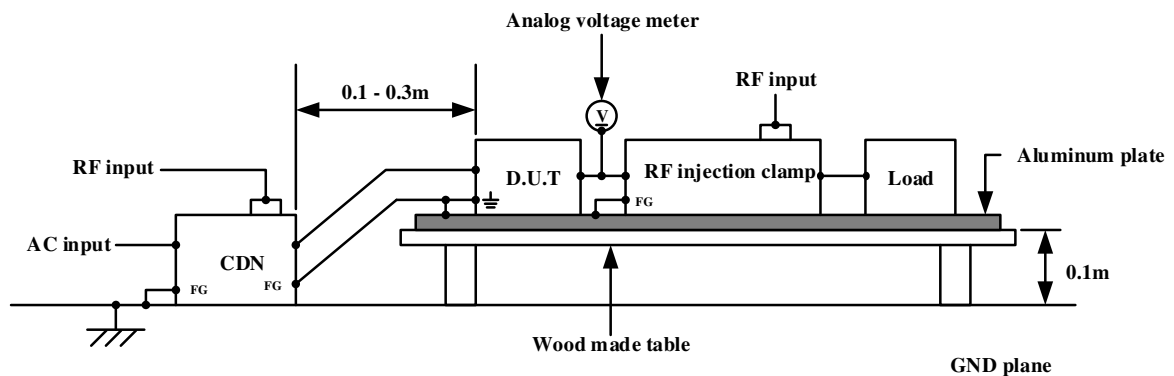 Analog voltage meter
RF input
0.1 - 0.3m
V
RF input
Aluminum plate
D.U.T
RF injection clamp
Load
FG
AC input
CDN
FG
FG
0.1m
Wood made table
GND plane